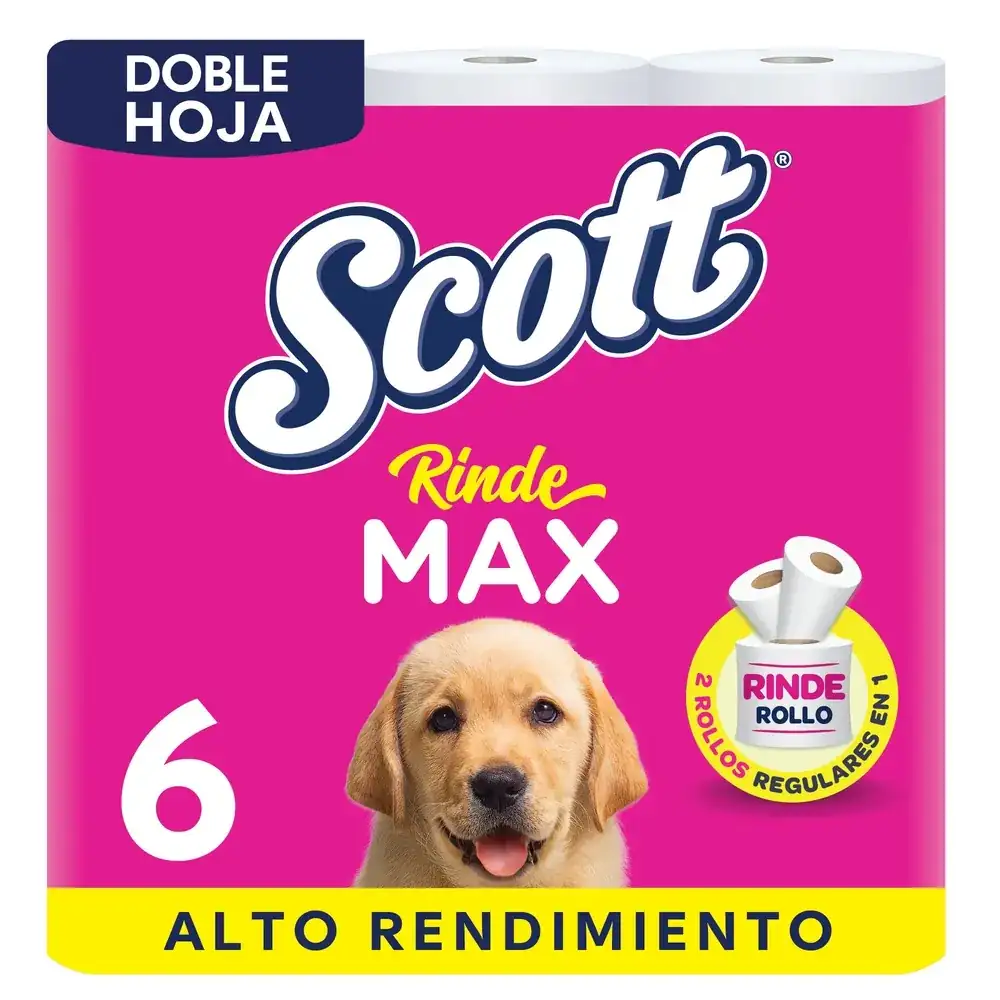 DOBLE
HOJA
Scott®
Rinde
MAX
RINDE
ROLLO
2 ROLLOS REGULARES EN 1
6
ALTO RENDIMIENTO